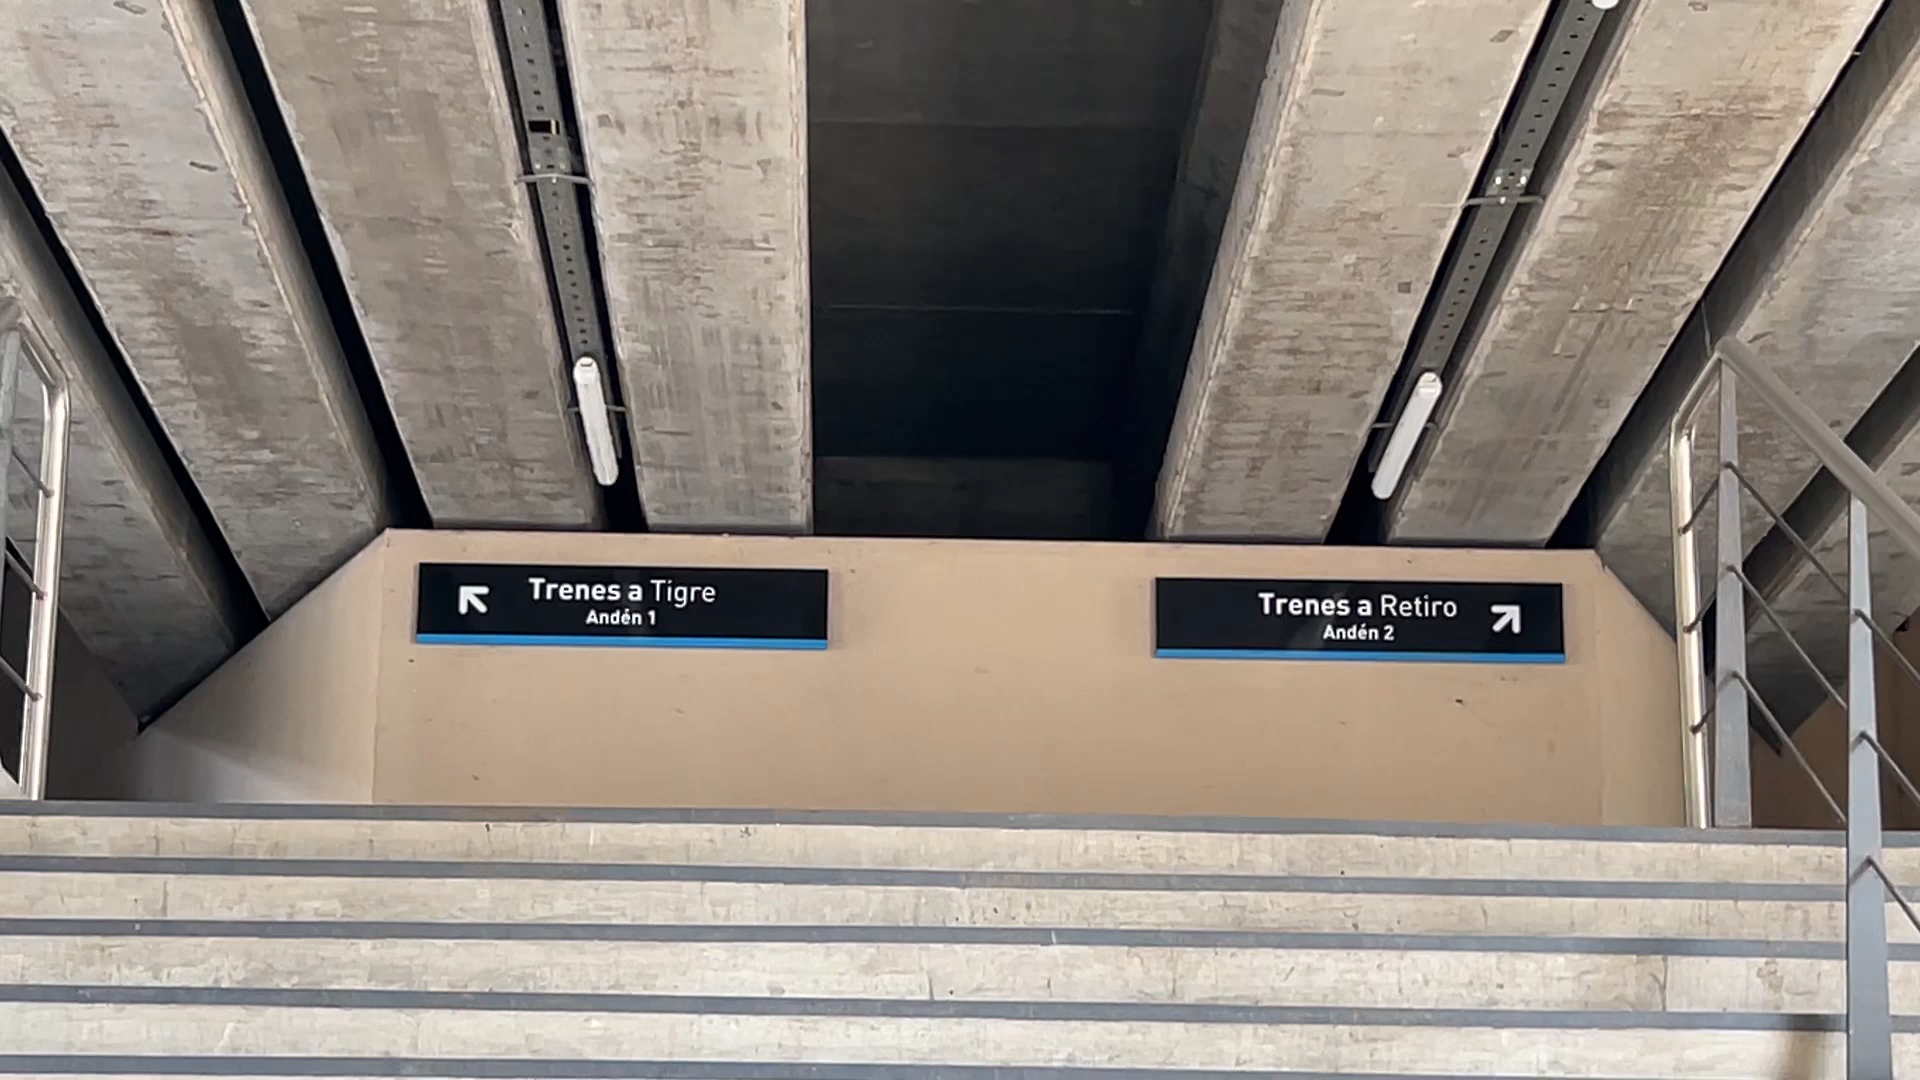 Trenes a Tigre
Andén 1
Trenes a Retiro
Andén 2